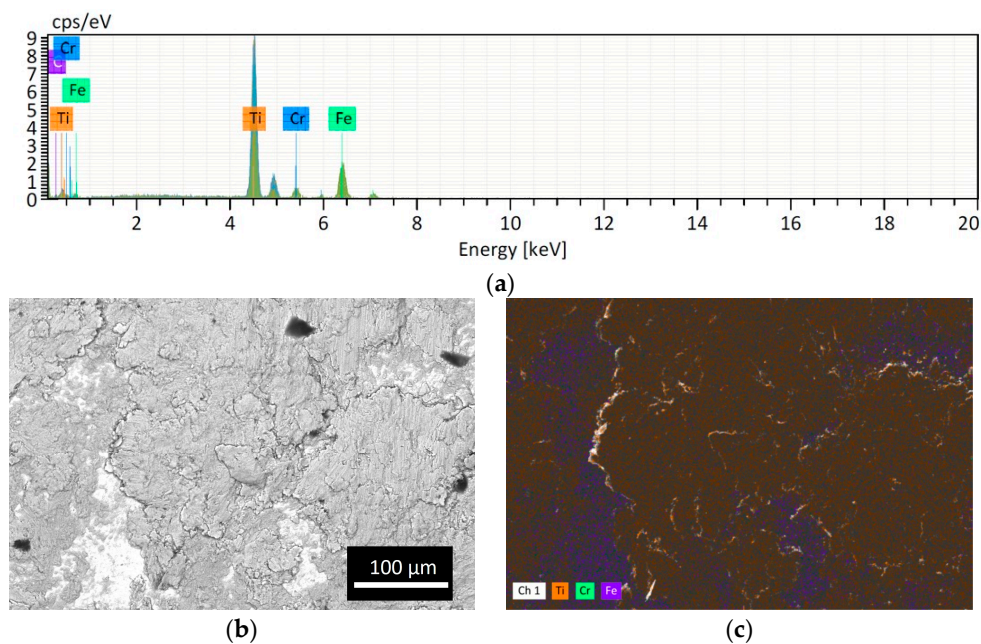 cps/eV
9
8
7
6
5
4
3
2
1
0
Cr
C
Fe
Ti
Ti
Cr
Fe
2 4 6 8 10 12 14 16 18 20
Energy [keV]
(a)
100 µm
Ch 1 Ti Cr Fe
(b) (c)